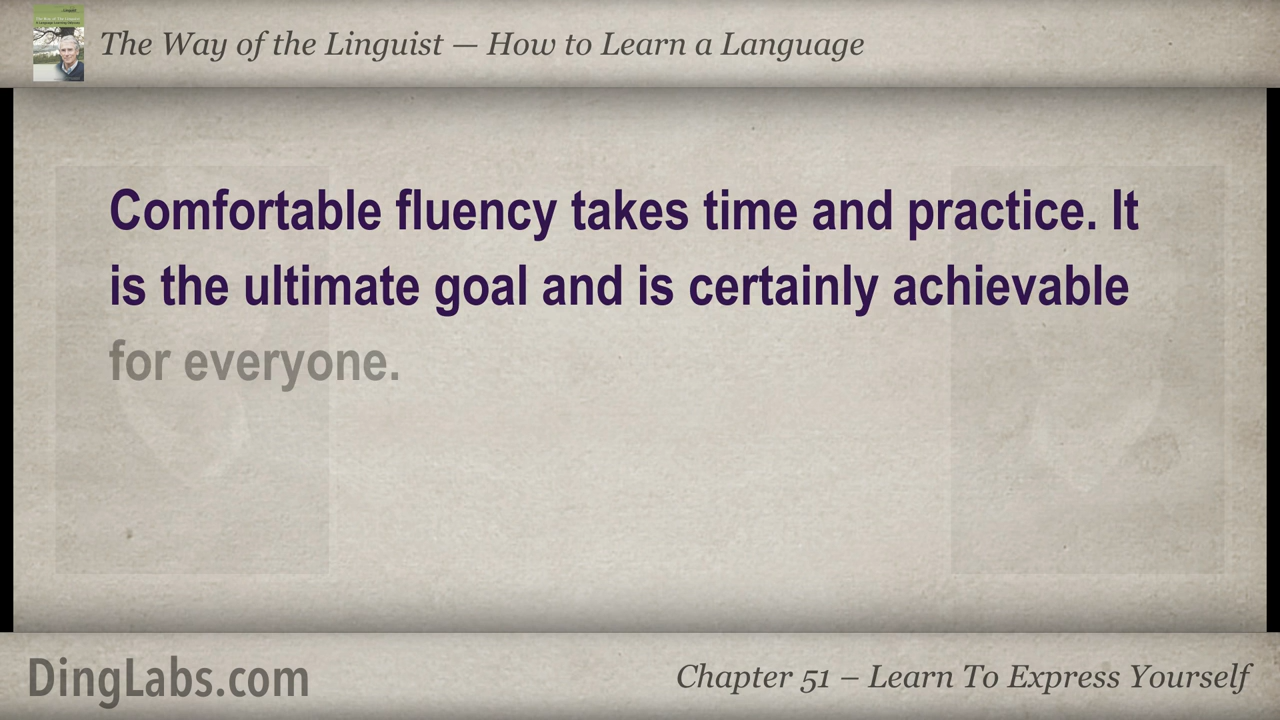 The Way of the Linguist — How to Learn a Language
Comfortable fluency takes time and practice. It
is the ultimate goal and is certainly achievable
for everyone.
DingLabs.com
Chapter 51 – Learn To Express Yourself